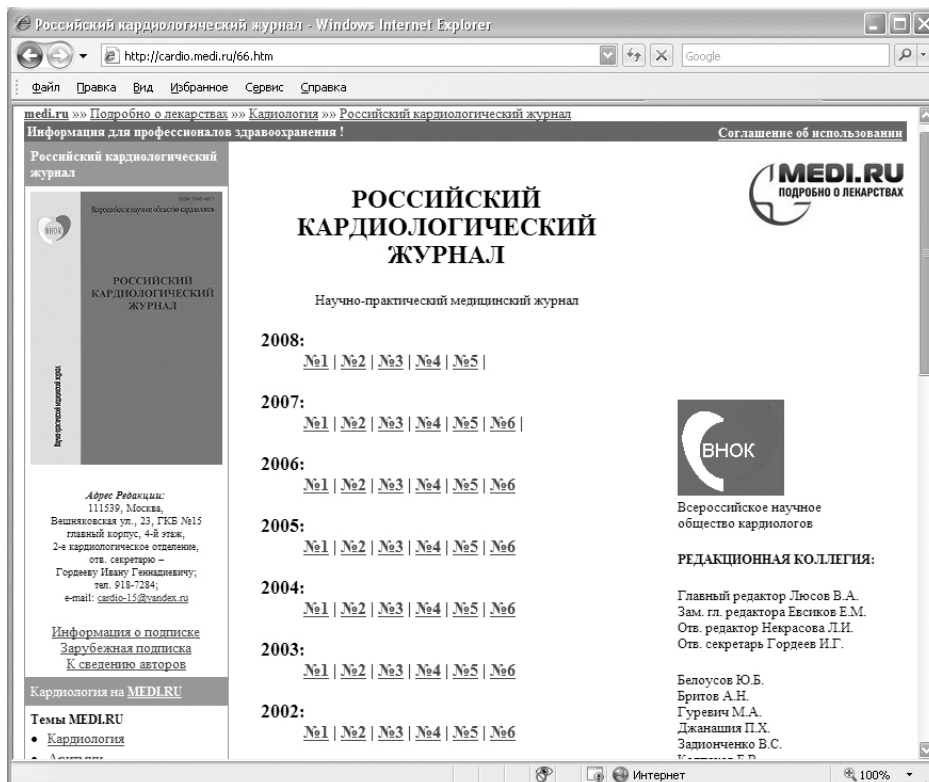 Российский кардиологический журнал - Windows Internet Explorer
http://cardio.medi.ru/66.htm
Google
Файл Правка Вид Избранное Сервис Справка
medi.ru »» Подробно о лекарствах »» Кадиология »» Российский кардиологический журнал
Информация для профессионалов здравоохранения !
Соглашение об использовании
Российский кардиологический
журнал
Всероссийское научное общество кардиологов
ВНОК
РОССИЙСКИЙ
КАРДИОЛОГИЧЕСКИЙ
ЖУРНАЛ
Адрес Редакции:
111539, Москва,
Вешняковская ул., 23, ГКБ №15
главный корпус, 4-й этаж,
2-е кардиологическое отделение,
отв. секретарю –
Гордееву Ивану Геннадиевичу;
тел. 918-7284;
e-mail: cardio-15@yandex.ru
Информация о подписке
Зарубежная подписка
К сведению авторов
Кардиология на MEDI.RU
Темы MEDI.RU
• Кардиология
РОССИЙСКИЙ
КАРДИОЛОГИЧЕСКИЙ
ЖУРНАЛ
Научно-практический медицинский журнал
2008:
№1 | №2 | №3 | №4 | №5 |
2007:
№1 | №2 | №3 | №4 | №5 | №6 |
2006:
№1 | №2 | №3 | №4 | №5 | №6
2005:
№1 | №2 | №3 | №4 | №5 | №6
2004:
№1 | №2 | №3 | №4 | №5 | №6
2003:
№1 | №2 | №3 | №4 | №5 | №6
2002:
№1 | №2 | №3 | №4 | №5 | №6
MEDI.RU
ПОДРОБНО О ЛЕКАРСТВАХ
ВНОК
Всероссийское научное
общество кардиологов
РЕДАКЦИОННАЯ КОЛЛЕГИЯ:
Главный редактор Люсов В.А.
Зам. гл. редактора Евсиков Е.М.
Отв. редактор Некрасова Л.И.
Отв. секретарь Гордеев И.Г.
Белоусов Ю.Б.
Бритов А.Н.
Гуревич М.А.
Джанашия П.Х.
Задионченко В.С.
Интернет
100%